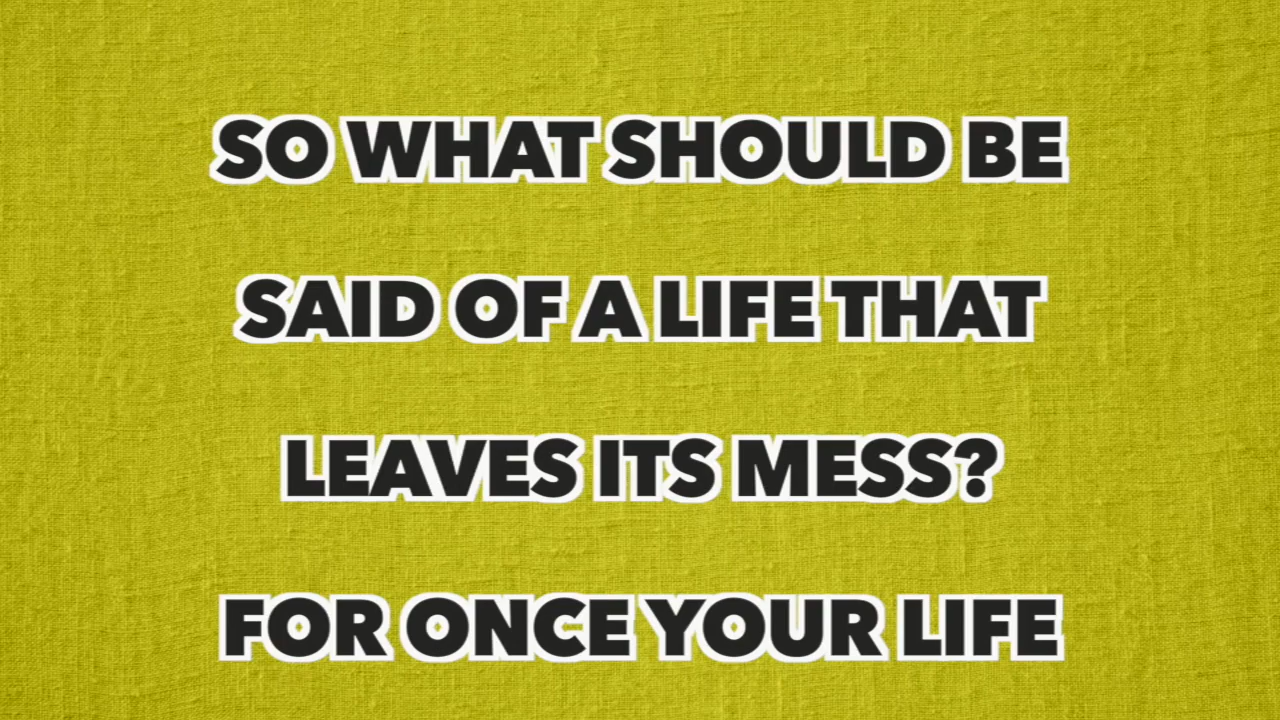 SO WHAT SHOULD BE
SAID OF A LIFE THAT
LEAVES ITS MESS?
FOR ONCE YOUR LIFE